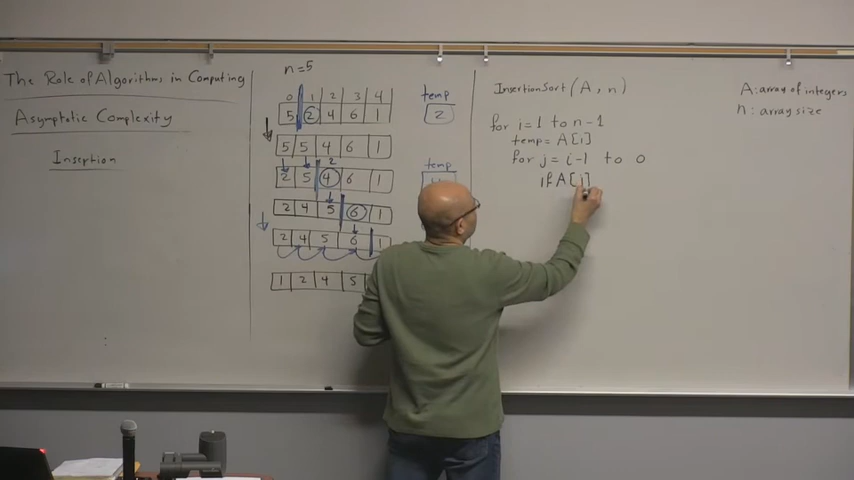 The Role of Algorithms in Computing
Asymptotic Complexity
Insertion
n=5
0 1 2 3 4
5 2 4 6 1
5 5 4 6 1
2
2 5 4 6 1
2 4 5 6 1
2 4 5 6 1
1 2 4 5
temp
2
temp
InsertionSort (A, n)
for i=1 to n-1
temp= A[i]
for j= i-1 to 0
if A[j]
A: array of integers
n: array size